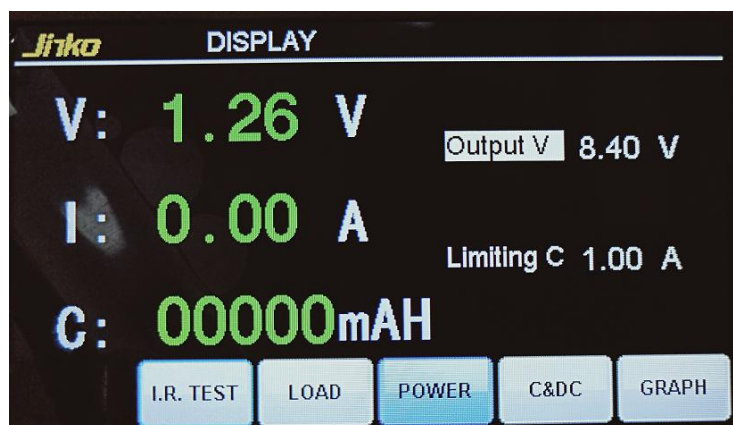 Jinko DISPLAY
V: 1.26 V
Output V 8.40 V
I: 0.00 A
Limiting C 1.00 A
C: 00000mAH
I.R. TEST LOAD POWER C&DC GRAPH